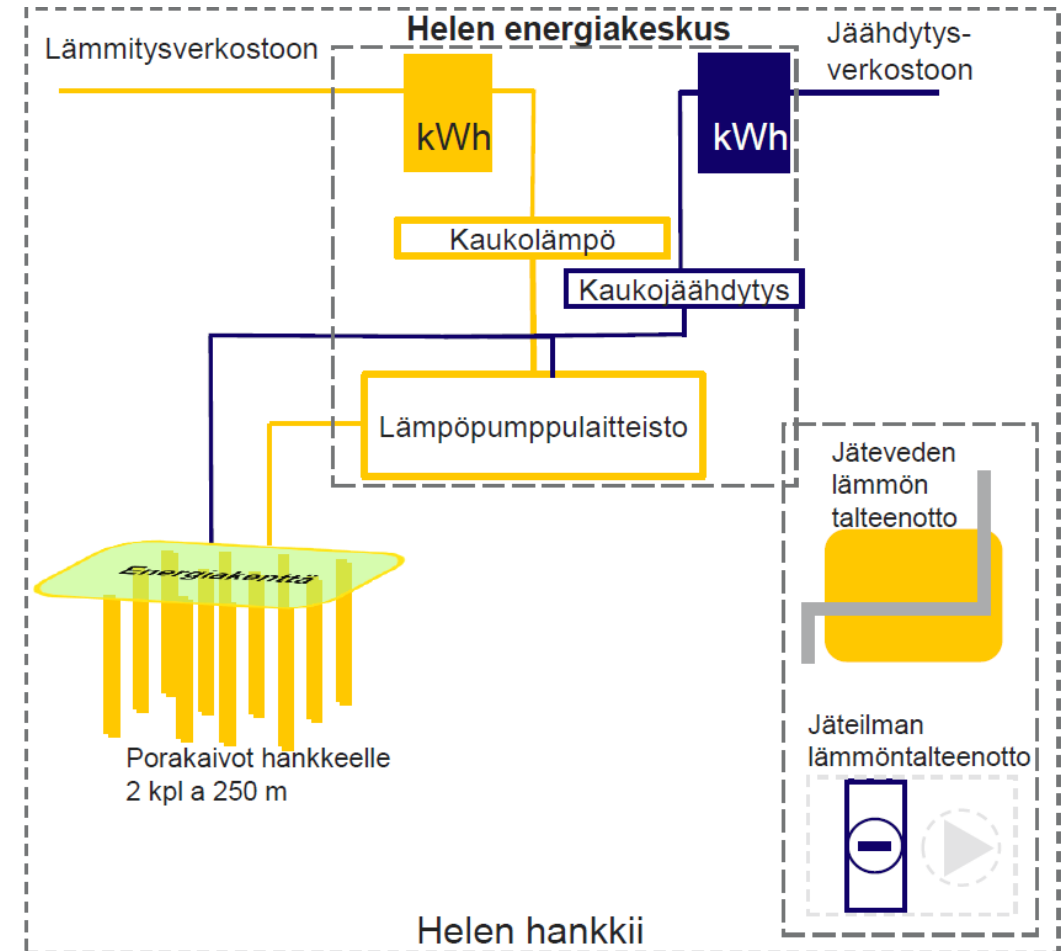 Helen energiakeskus
Lämmitysverkostoon
Jäähdytys-
verkostoon
kWh
kWh
Kaukolämpö
Kaukojäähdytys
Lämpöpumppulaitteisto
Jäteveden
lämmön
talteenotto
Energiakenttä
Porakaivot hankkeelle
2 kpl a 250 m
Jäteilman
lämmöntalteenotto
Helen hankkii